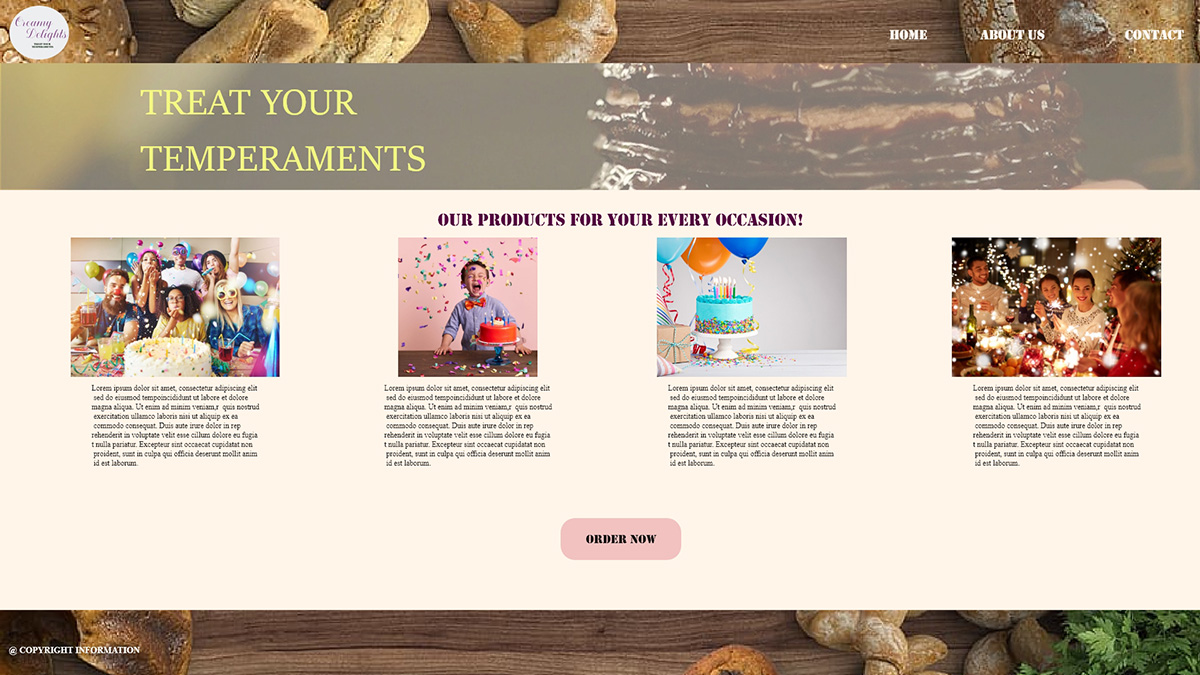 Creamy
Delights
HOME ABOUT US CONTACT
TREAT YOUR
TEMPERAMENTS
OUR PRODUCTS FOR YOUR EVERY OCCASION!
Lorem ipsum dolor sit amet, consectetur adipiscing elit
sed do eiusmod tempoincididunt ut labore et dolore
magna aliqua. Ut enim ad minim veniam,r quis nostrud
exercitation ullamco laboris nisi ut aliquip ex ea
commodo consequat. Duis aute irure dolor in rep
rehenderit in voluptate velit esse cillum dolore eu fugia
t nulla pariatur. Excepteur sint occaecat cupidatat non
proident, sunt in culpa qui officia deserunt mollit anim
id est laborum.
Lorem ipsum dolor sit amet, consectetur adipiscing elit
sed do eiusmod tempoincididunt ut labore et dolore
magna aliqua. Ut enim ad minim veniam,r quis nostrud
exercitation ullamco laboris nisi ut aliquip ex ea
commodo consequat. Duis aute irure dolor in rep
rehenderit in voluptate velit esse cillum dolore eu fugia
t nulla pariatur. Excepteur sint occaecat cupidatat non
proident, sunt in culpa qui officia deserunt mollit anim
id est laborum.
Lorem ipsum dolor sit amet, consectetur adipiscing elit
sed do eiusmod tempoincididunt ut labore et dolore
magna aliqua. Ut enim ad minim veniam,r quis nostrud
exercitation ullamco laboris nisi ut aliquip ex ea
commodo consequat. Duis aute irure dolor in rep
rehenderit in voluptate velit esse cillum dolore eu fugia
t nulla pariatur. Excepteur sint occaecat cupidatat non
proident, sunt in culpa qui officia deserunt mollit anim
id est laborum.
Lorem ipsum dolor sit amet, consectetur adipiscing elit
sed do eiusmod tempoincididunt ut labore et dolore
magna aliqua. Ut enim ad minim veniam,r quis nostrud
exercitation ullamco laboris nisi ut aliquip ex ea
commodo consequat. Duis aute irure dolor in rep
rehenderit in voluptate velit esse cillum dolore eu fugia
t nulla pariatur. Excepteur sint occaecat cupidatat non
proident, sunt in culpa qui officia deserunt mollit anim
id est laborum.
ORDER NOW
@ COPYRIGHT INFORMATION